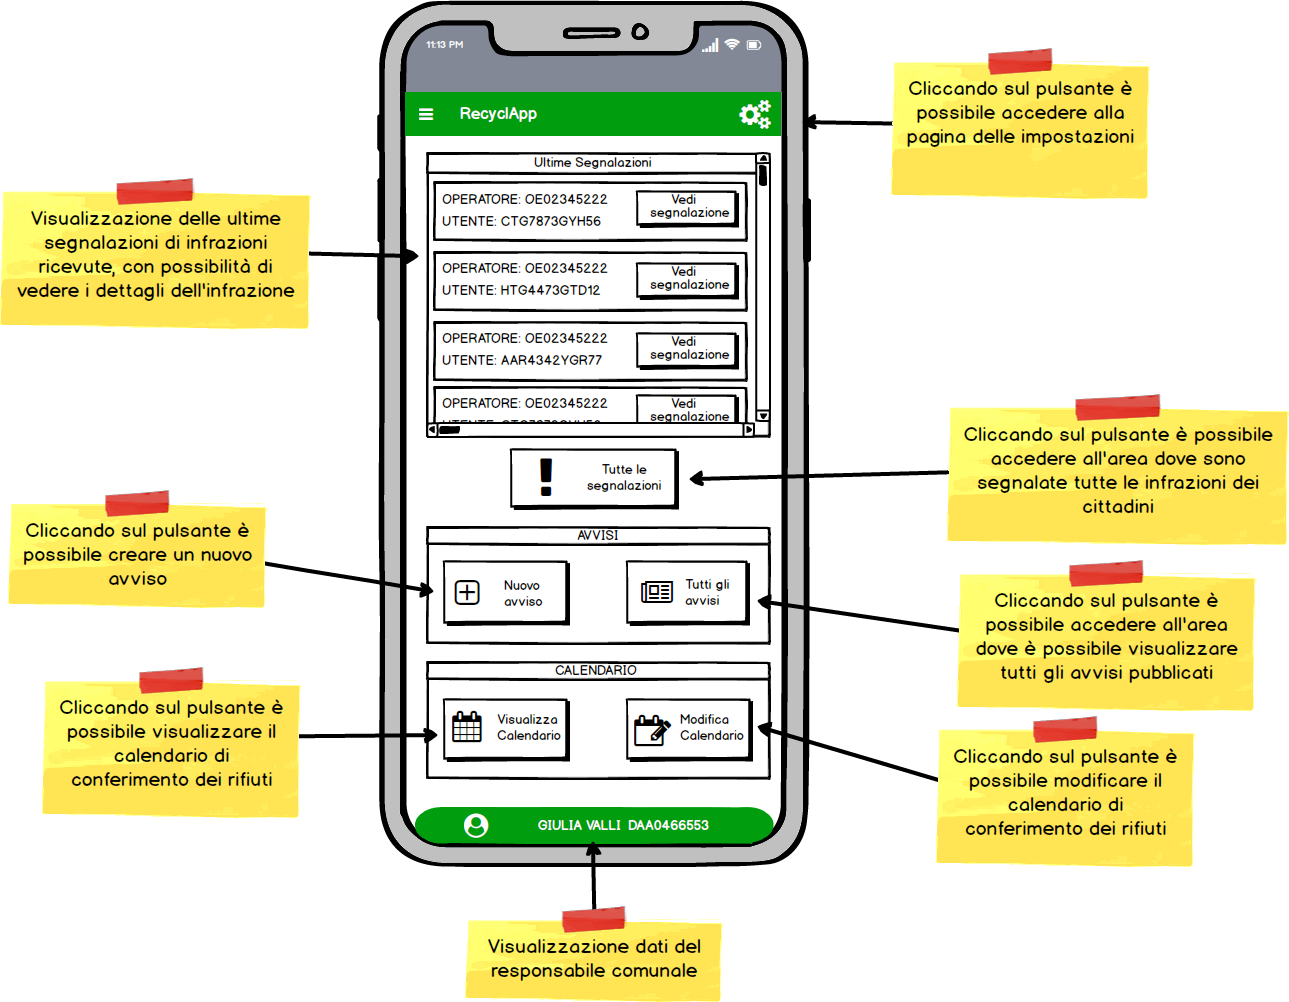 11:13 PM
RecyclApp
Cliccando sul pulsante è
possibile accedere alla
pagina delle impostazioni
Ultime Segnalazioni
OPERATORE: OE02345222
UTENTE: CTG7873GYH56
Vedi
segnalazione
OPERATORE: OE02345222
UTENTE: HTG4473GTD12
Vedi
segnalazione
OPERATORE: OE02345222
UTENTE: AAR4342YGR77
Vedi
segnalazione
OPERATORE: OE02345222
Vedi
segnalazione
Visualizzazione delle ultime
segnalazioni di infrazioni
ricevute, con possibilità di
vedere i dettagli dell'infrazione
Tutte le
segnalazioni
Cliccando sul pulsante è possibile
accedere all'area dove sono
segnalate tutte le infrazioni dei
cittadini
AVVISI
Nuovo
avviso
Tutti gli
avvisi
Cliccando sul pulsante è
possibile creare un nuovo
avviso
Cliccando sul pulsante è
possibile accedere all'area
dove è possibile visualizzare
tutti gli avvisi pubblicati
CALENDARIO
Visualizza
Calendario
Modifica
Calendario
Cliccando sul pulsante è
possibile visualizzare il
calendario di
conferimento dei rifiuti
Cliccando sul pulsante è
possibile modificare il
calendario di
conferimento dei rifiuti
GIULIA VALLI DAA0466553
Visualizzazione dati del
responsabile comunale